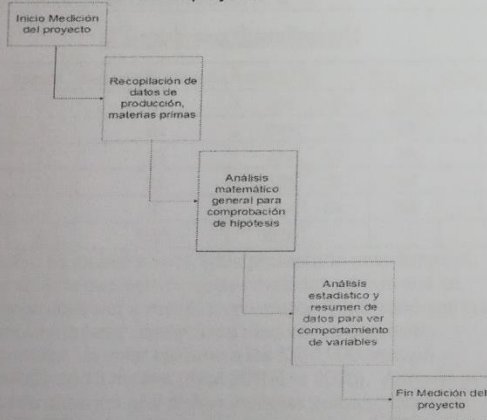 Inicio Medición
del proyecto
Recopilación de
datos de
producción,
materias primas
Análisis
matemático
general para
comprobación
de hipótesis
Análisis
estadístico y
resumen de
datos para ver
comportamiento
de variables
Fin Medición del
proyecto